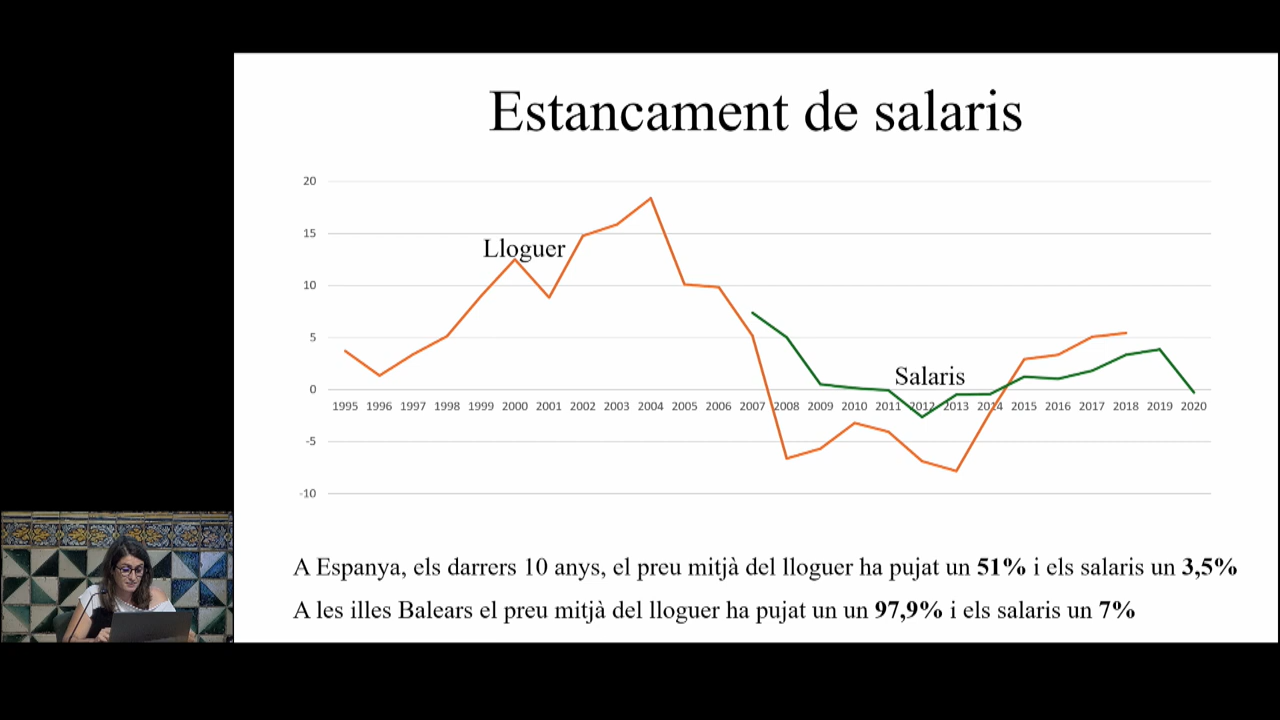 Estancament de salaris
20
15
Lloguer
10
5
Salaris
0
1995 1996 1997 1998 1999 2000 2001 2002 2003 2004 2005 2006 2007 2008 2009 2010 2011 2012 2013 2014 2015 2016 2017 2018 2019 2020
-5
-10
A Espanya, els darrers 10 anys, el preu mitjà del lloguer ha pujat un 51% i els salaris un 3,5%
A les illes Balears el preu mitjà del lloguer ha pujat un un 97,9% i els salaris un 7%